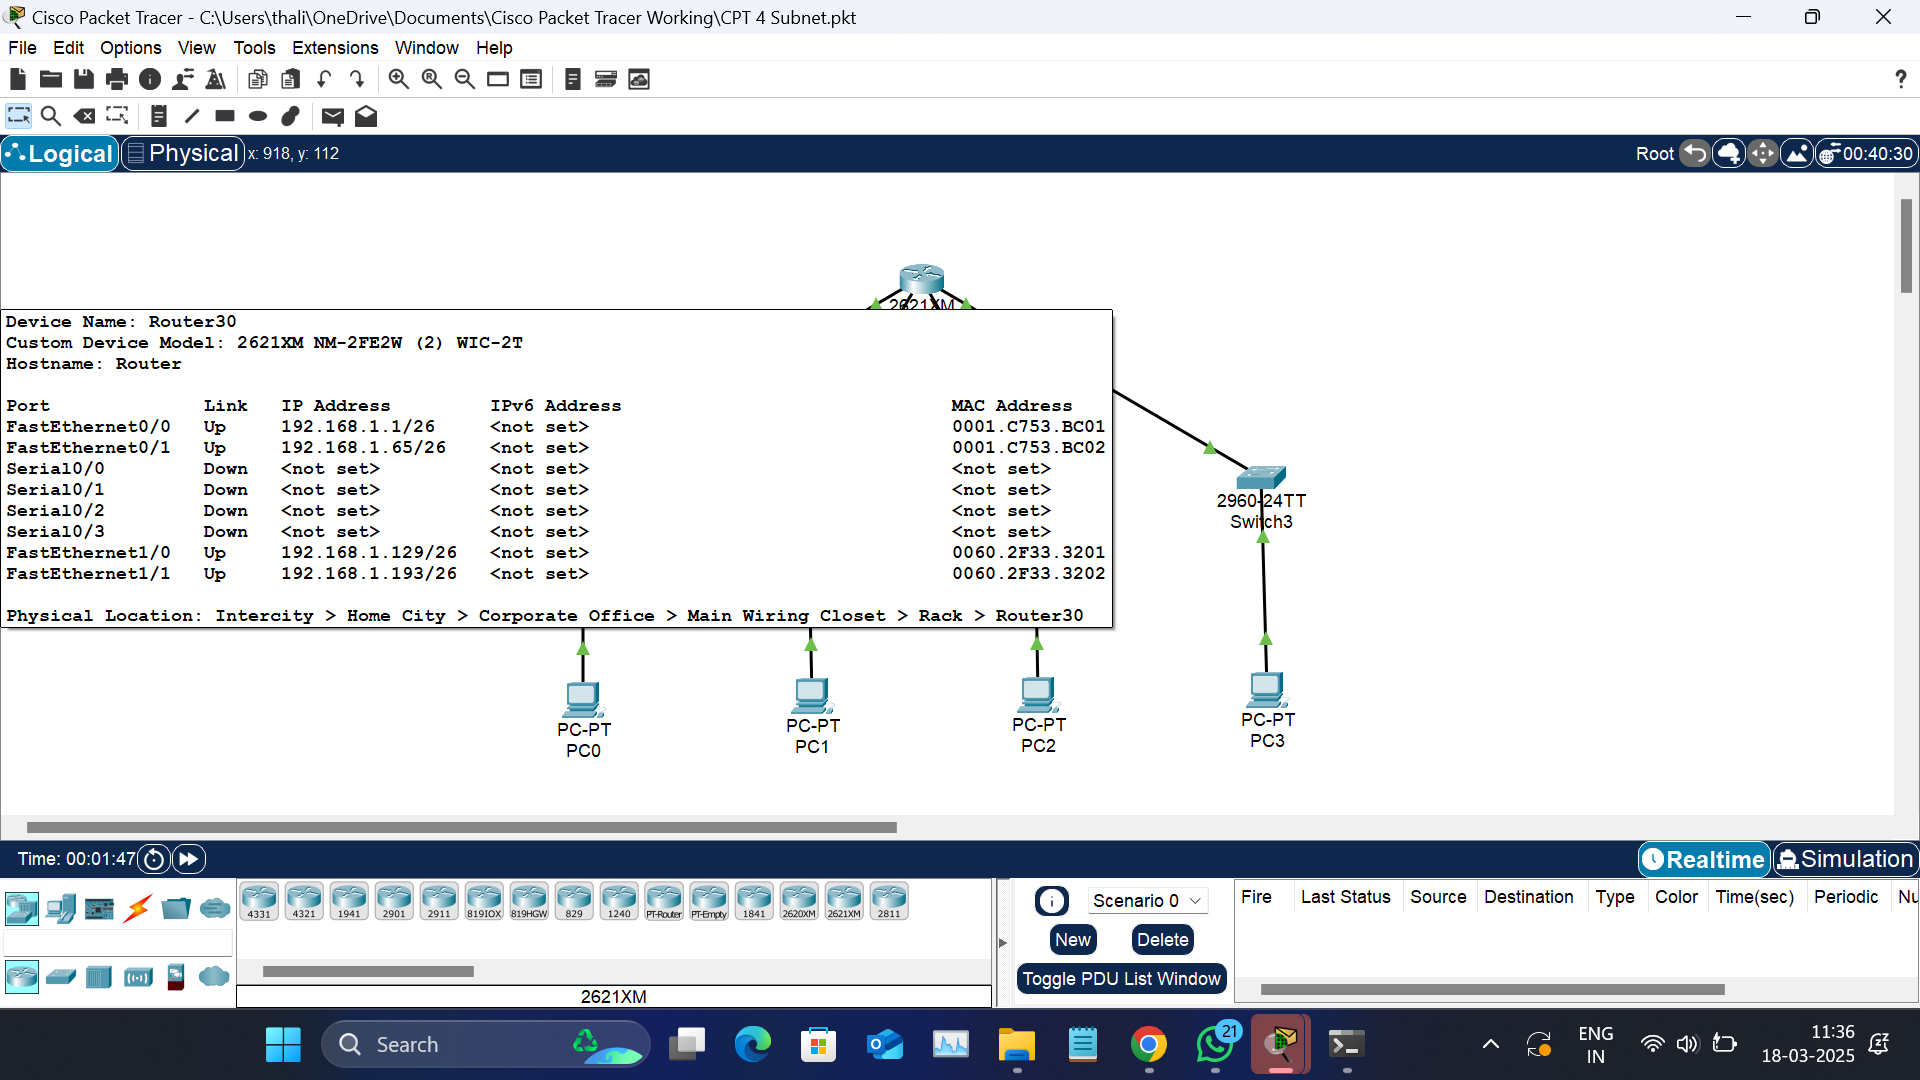 Cisco Packet Tracer - C:\Users\thali\OneDrive\Documents\Cisco Packet Tracer Working\CPT 4 Subnet.pkt
File Edit Options View Tools Extensions Window Help
?
Logical Physical x: 918, y: 112 Root 00:40:30
2621XM
Device Name: Router30
Custom Device Model: 2621XM NM-2FE2W (2) WIC-2T
Hostname: Router
Port Link IP Address IPv6 Address MAC Address
FastEthernet0/0 Up 192.168.1.1/26 <not set> 0001.C753.BC01
FastEthernet0/1 Up 192.168.1.65/26 <not set> 0001.C753.BC02
Serial0/0 Down <not set> <not set> <not set>
Serial0/1 Down <not set> <not set> <not set>
Serial0/2 Down <not set> <not set> <not set>
Serial0/3 Down <not set> <not set> <not set>
FastEthernet1/0 Up 192.168.1.129/26 <not set> 0060.2F33.3201
FastEthernet1/1 Up 192.168.1.193/26 <not set> 0060.2F33.3202
Physical Location: Intercity > Home City > Corporate Office > Main Wiring Closet > Rack > Router30
2960-24TT
Switch3
PC-PT
PC0
PC-PT
PC1
PC-PT
PC2
PC-PT
PC3
Time: 00:01:47 Realtime Simulation
4331 4321 1941 2901 2911 819IOX 819HGW 829 1240 PT-Router PT-Empty 1841 2620XM 2621XM 2811
2621XM
Scenario 0
New Delete
Toggle PDU List Window
Fire Last Status Source Destination Type Color Time(sec) Periodic Nu
Search
21
ENG
IN
11:36
18-03-2025